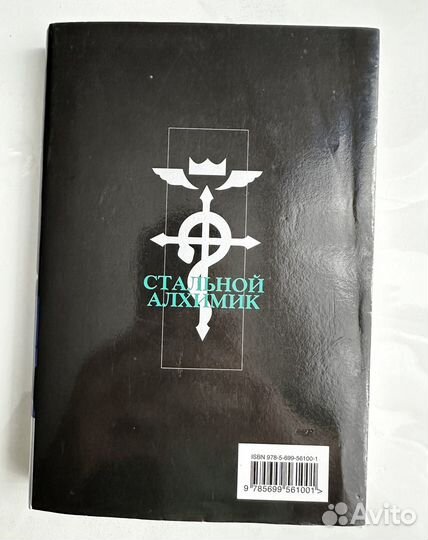 СТАЛЬНОЙ
АЛХИМИК
ISBN 978-5-699-56100-1
9 785699 561001 >
Avito